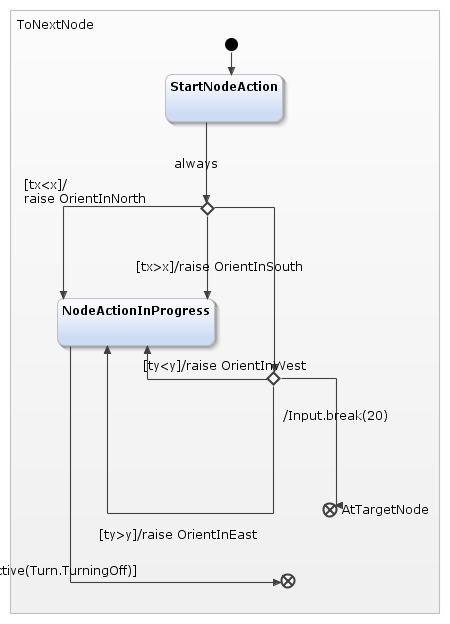 ToNextNode
StartNodeAction
always
[tx<x]/
raise OrientInNorth
[tx>x]/raise OrientInSouth
NodeActionInProgress
[ty<y]/raise OrientInWest
/Input.break(20)
AtTargetNode
[ty>y]/raise OrientInEast
ctive(Turn.TurningOff)]